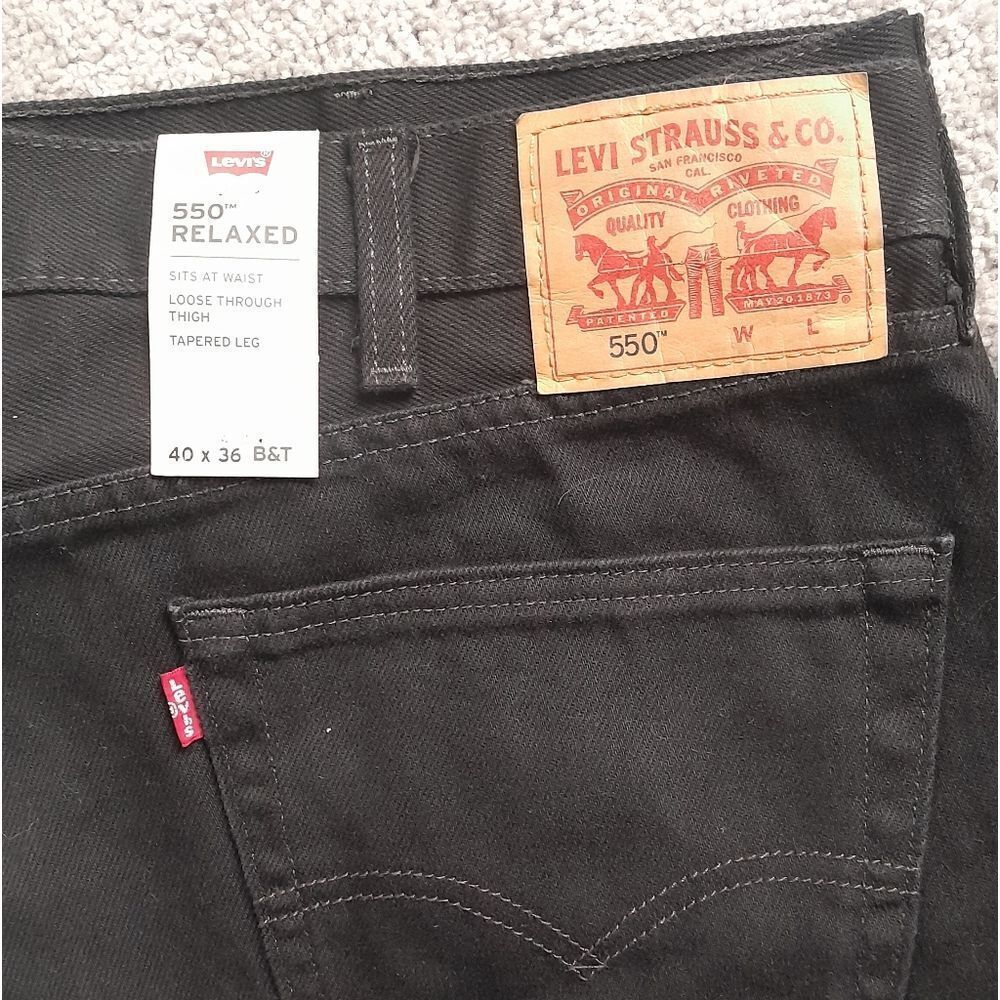 Levi's®
550™
RELAXED
SITS AT WAIST
LOOSE THROUGH
THIGH
TAPERED LEG
40 x 36 B&T
LEVI STRAUSS & CO.
SAN FRANCISCO
CAL.
ORIGINAL RIVETED
QUALITY CLOTHING
PATENTED MAY 20 1873 ®
550™ W L
Levi's
®